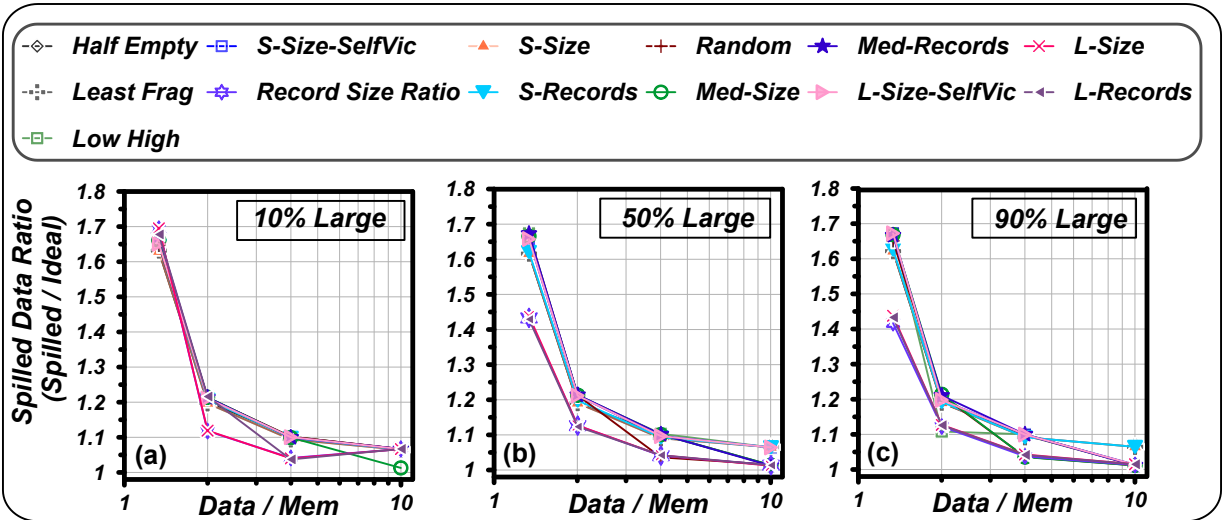 Half Empty S-Size-SelfVic S-Size Random Med-Records L-Size
Least Frag Record Size Ratio S-Records Med-Size L-Size-SelfVic L-Records
Low High
Spilled Data Ratio
(Spilled / Ideal)
1.8
1.7
1.6
1.5
1.4
1.3
1.2
1.1
1
10% Large
(a)
1 10
Data / Mem
1.8
1.7
1.6
1.5
1.4
1.3
1.2
1.1
1
50% Large
(b)
1 10
Data / Mem
1.8
1.7
1.6
1.5
1.4
1.3
1.2
1.1
1
90% Large
(c)
1 10
Data / Mem